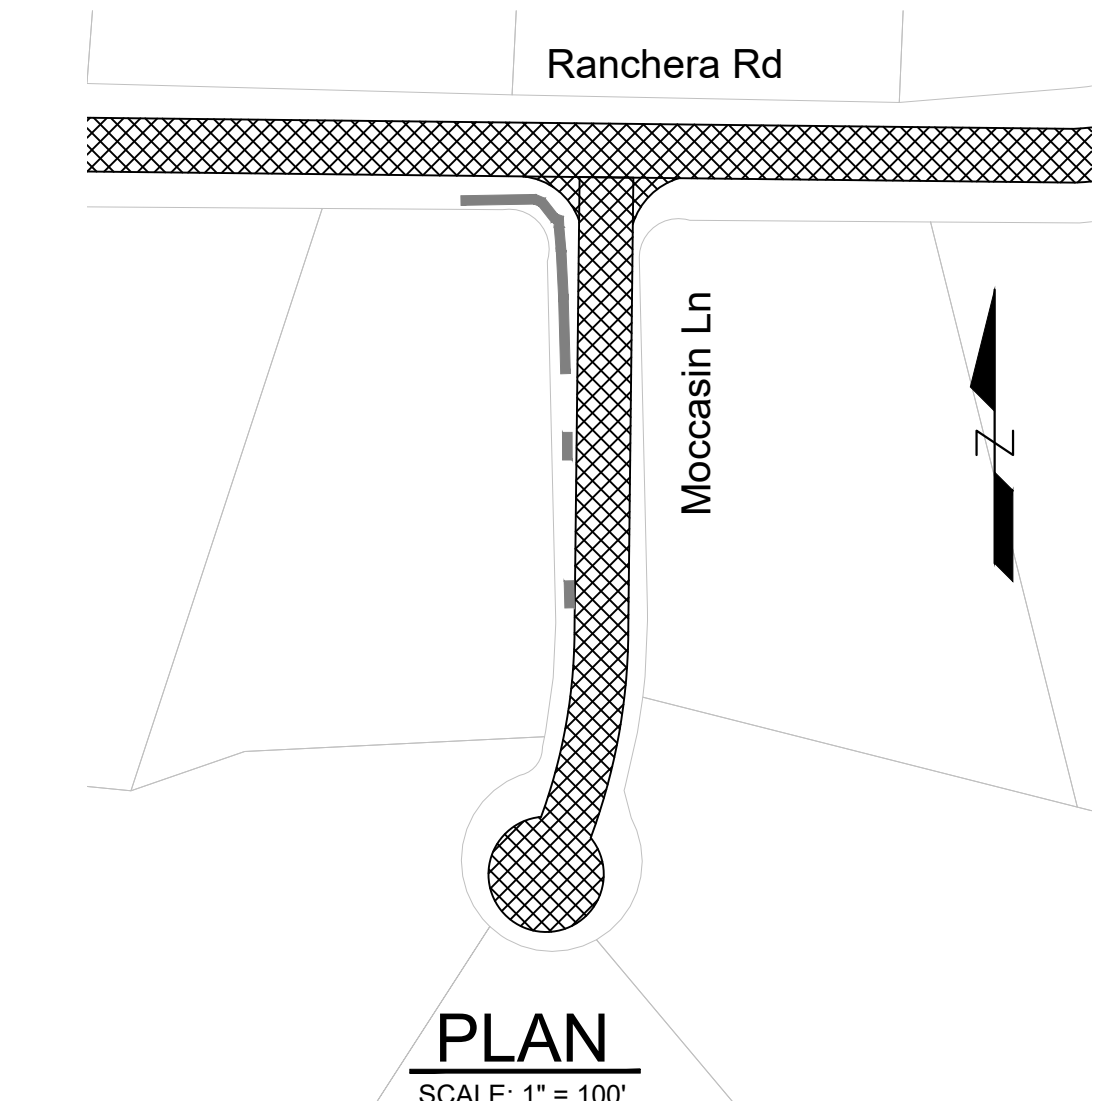 Ranchera Rd
Moccasin Ln
N
PLAN
SCALE: 1" = 100'